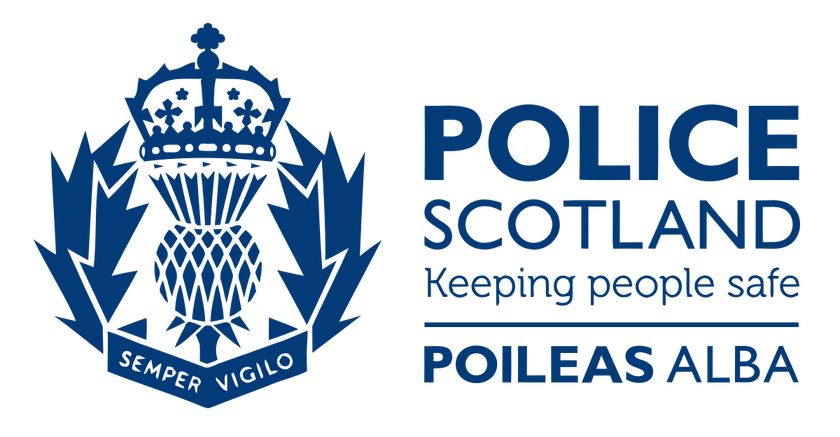 SEMPER VIGILO
POLICE
SCOTLAND
Keeping people safe
POILEAS ALBA